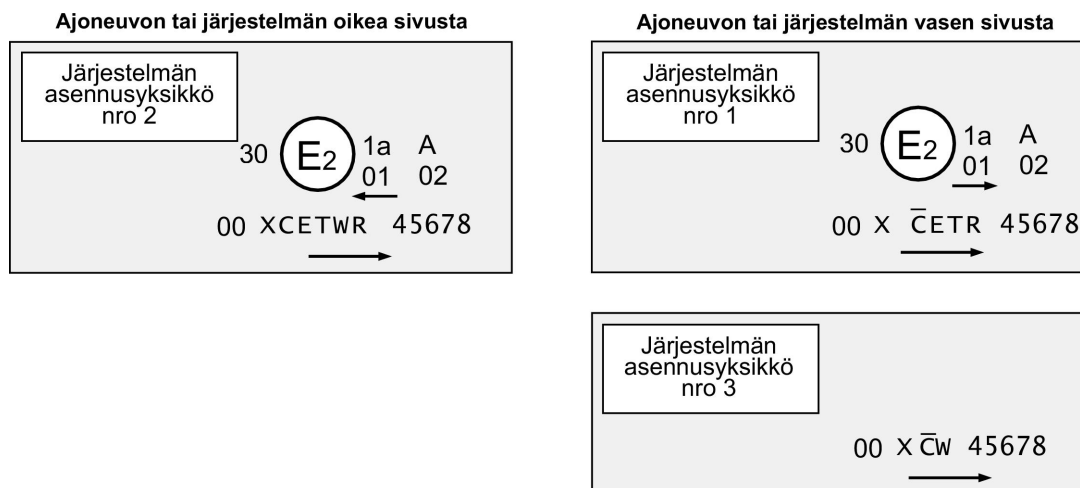 Ajoneuvon tai järjestelmän oikea sivusta
Järjestelmän
asennusyksikkö
nro 2
30 E2 1a A
01 02
00 XCETWR 45678
Ajoneuvon tai järjestelmän vasen sivusta
Järjestelmän
asennusyksikkö
nro 1
30 E2 1a A
01 02
00 X C̅ETR 45678
Järjestelmän
asennusyksikkö
nro 3
00 X C̅W 45678